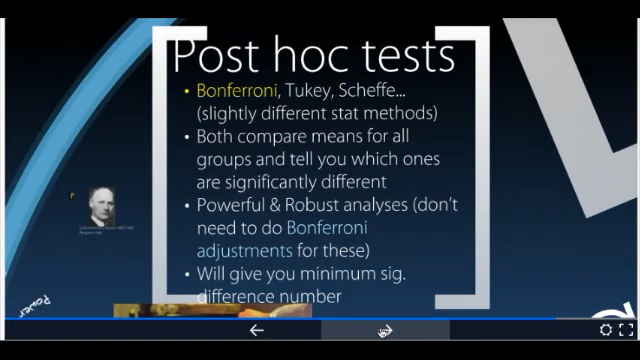 Post hoc tests
• Bonferroni, Tukey, Scheffe...
(slightly different stat methods)
• Both compare means for all
groups and tell you which ones
are significantly different
• Powerful & Robust analyses (don't
need to do Bonferroni
adjustments for these)
• Will give you minimum sig.
difference number
Power